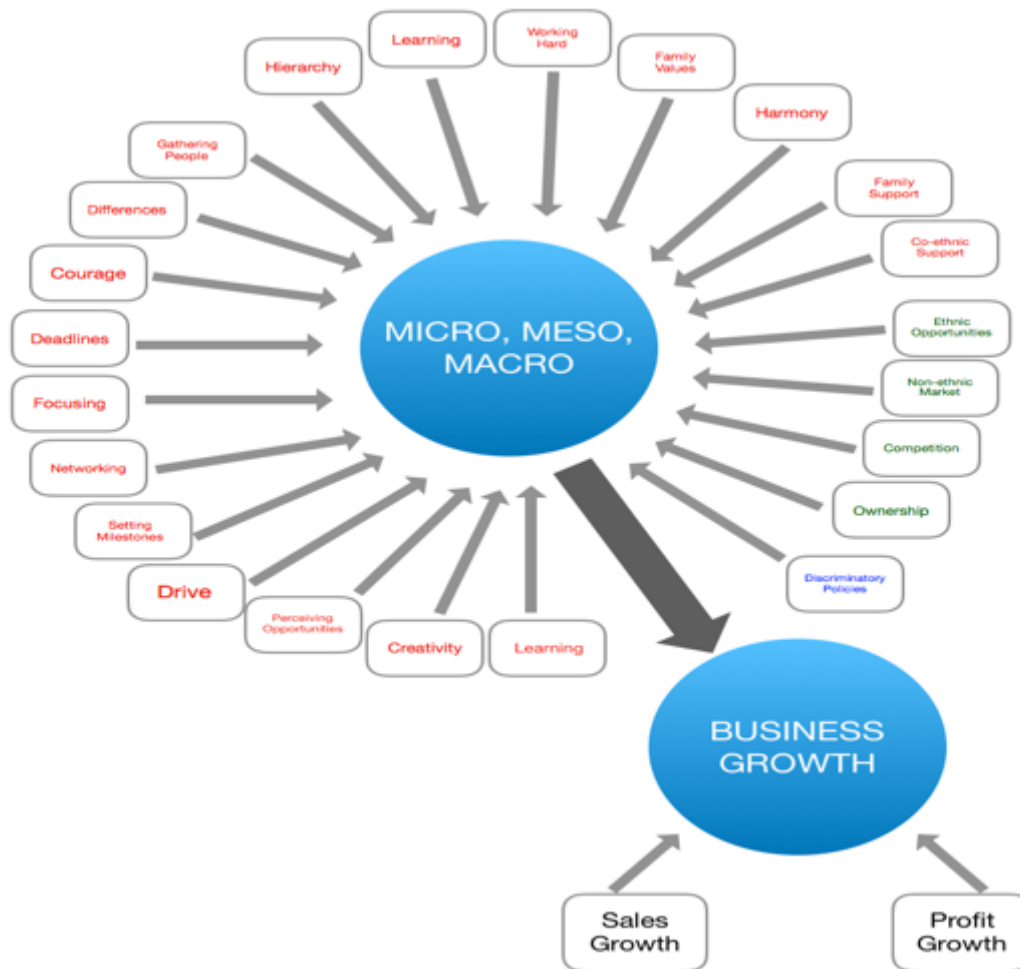 Learning
Working
Hard
Family
Values
Hierarchy
Harmony
Gathering
People
Family
Support
Differences
Co-ethnic
Support
Courage
Ethnic
Opportunities
MICRO, MESO,
MACRO
Deadlines
Non-ethnic
Market
Focusing
Competition
Networking
Ownership
Setting
Milestones
Discriminatory
Policies
Drive
Perceiving
Opportunities
Creativity
Learning
BUSINESS
GROWTH
Sales
Growth
Profit
Growth